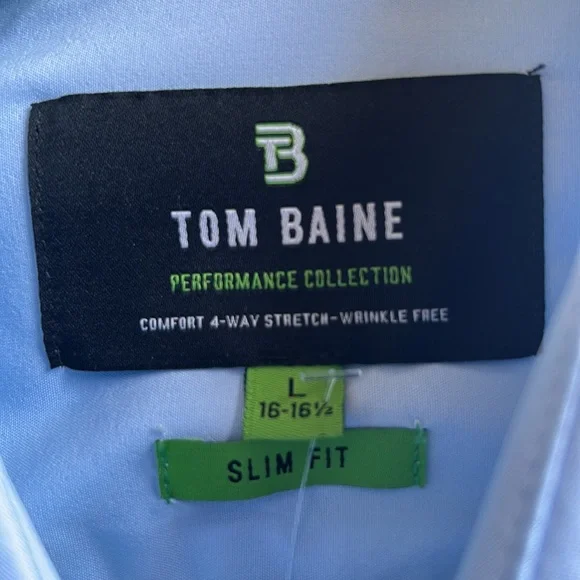 TB
TOM BAINE
PERFORMANCE COLLECTION
COMFORT 4-WAY STRETCH-WRINKLE FREE
L
16-16½
SLIM FIT